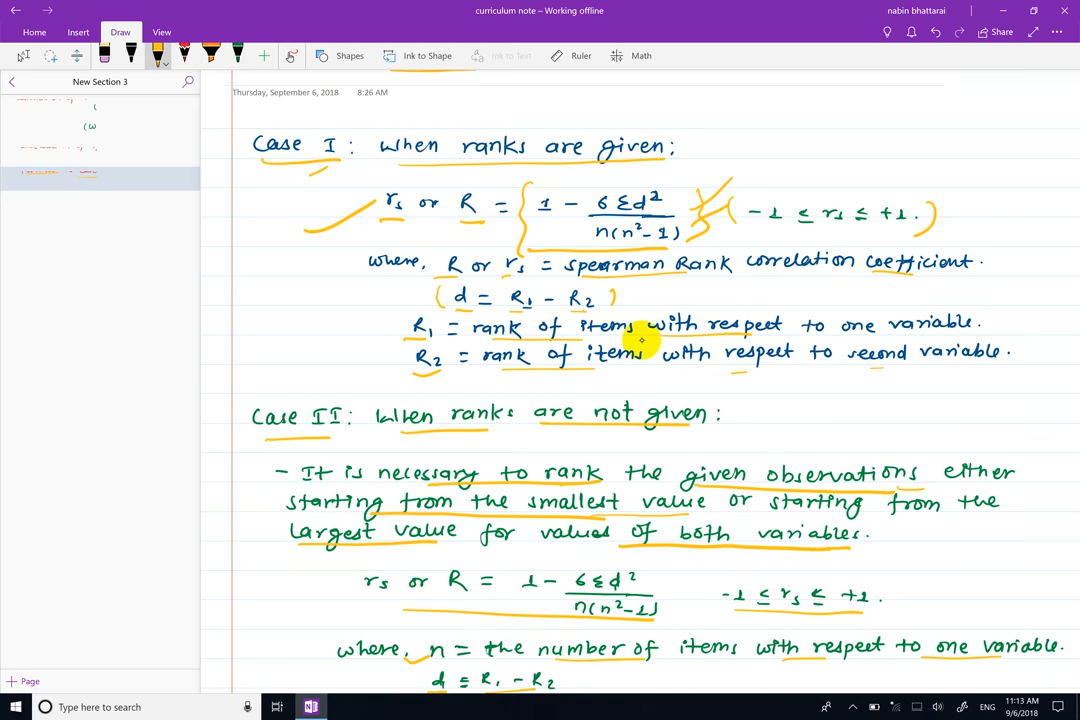 curriculum note – Working offline
nabin bhattarai
Home Insert Draw View
Share
Shapes Ink to Shape Ink to Text Ruler Math
New Section 3
Thursday, September 6, 2018 8:26 AM
Case I: When ranks are given:
rs or R = 1 - 6Σd² / n(n²-1) (-1 ≤ rs ≤ +1.)
where, R or rs = spearman Rank correlation coefficient.
(d = R1 - R2)
R1 = rank of items with respect to one variable.
R2 = rank of items with respect to second variable.
Case II: When ranks are not given:
- It is necessary to rank the given observations either
starting from the smallest value or starting from the
largest value for values of both variables.
rs or R = 1 - 6Σd² / n(n²-1) -1 ≤ rs ≤ +1.
where, n = the number of items with respect to one variable.
d = R1 - R2
+ Page
Type here to search
ENG
11:13 AM
9/6/2018